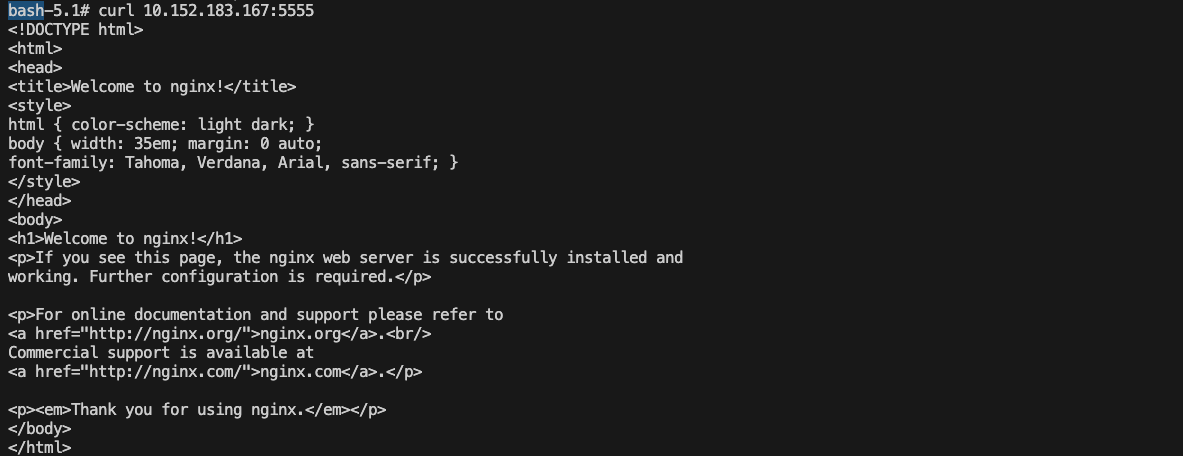 bash-5.1# curl 10.152.183.167:5555
<!DOCTYPE html>
<html>
<head>
<title>Welcome to nginx!</title>
<style>
html { color-scheme: light dark; }
body { width: 35em; margin: 0 auto;
font-family: Tahoma, Verdana, Arial, sans-serif; }
</style>
</head>
<body>
<h1>Welcome to nginx!</h1>
<p>If you see this page, the nginx web server is successfully installed and
working. Further configuration is required.</p>

<p>For online documentation and support please refer to
<a href="http://nginx.org/">nginx.org</a>.<br/>
Commercial support is available at
<a href="http://nginx.com/">nginx.com</a>.</p>

<p><em>Thank you for using nginx.</em></p>
</body>
</html>